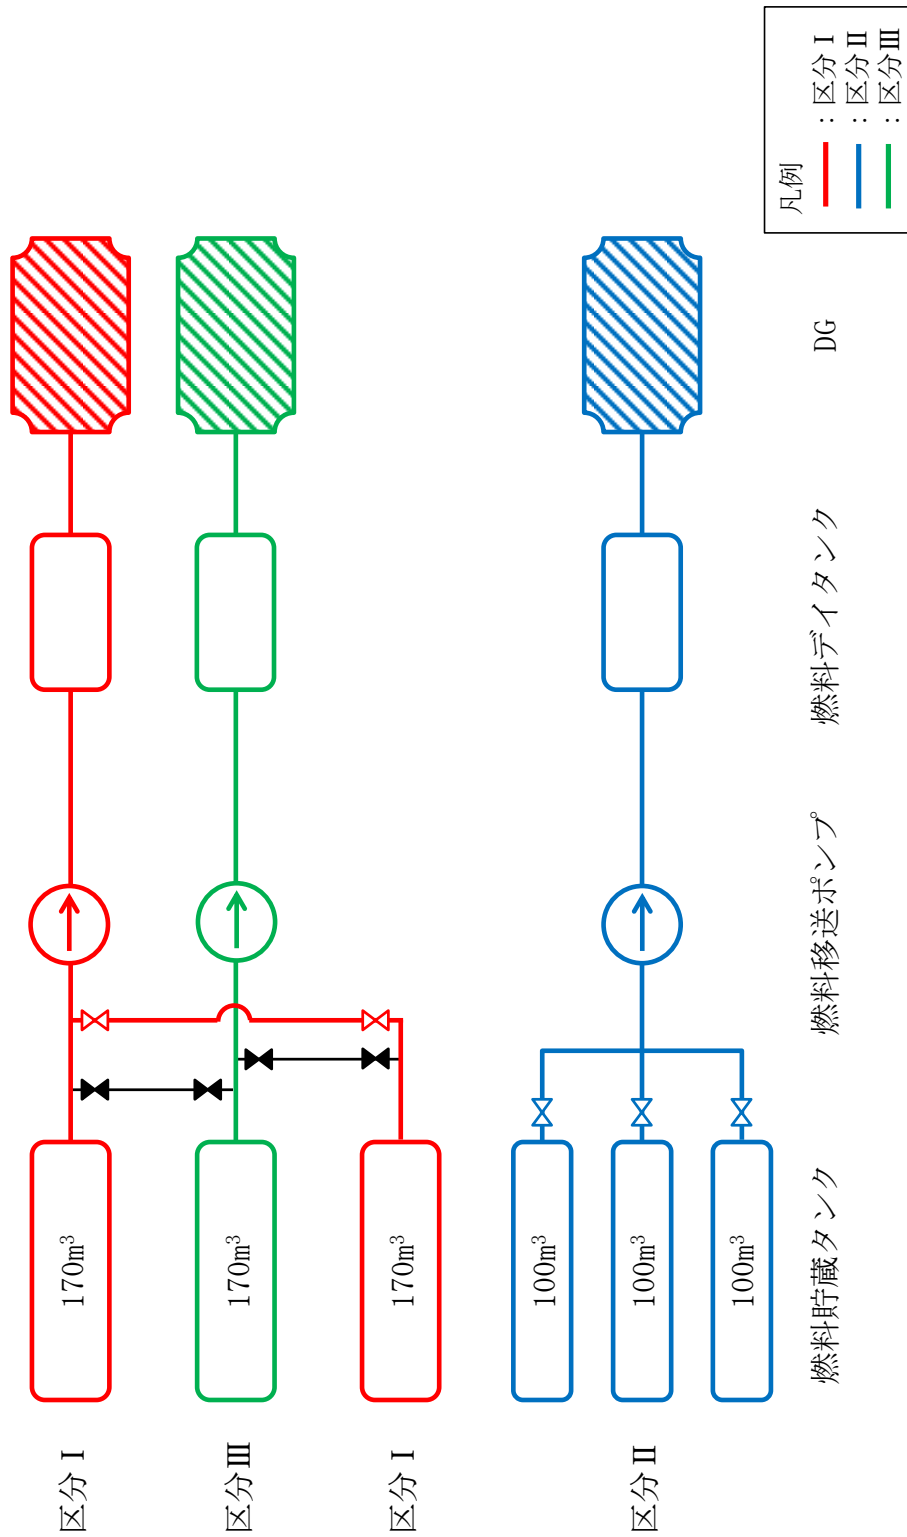 区分Ⅰ
170m³
区分Ⅲ
170m³
区分Ⅰ
170m³
区分Ⅱ
100m³
100m³
100m³
燃料貯蔵タンク
燃料移送ポンプ
燃料デイタンク
DG
凡例
：区分Ⅰ
：区分Ⅱ
：区分Ⅲ